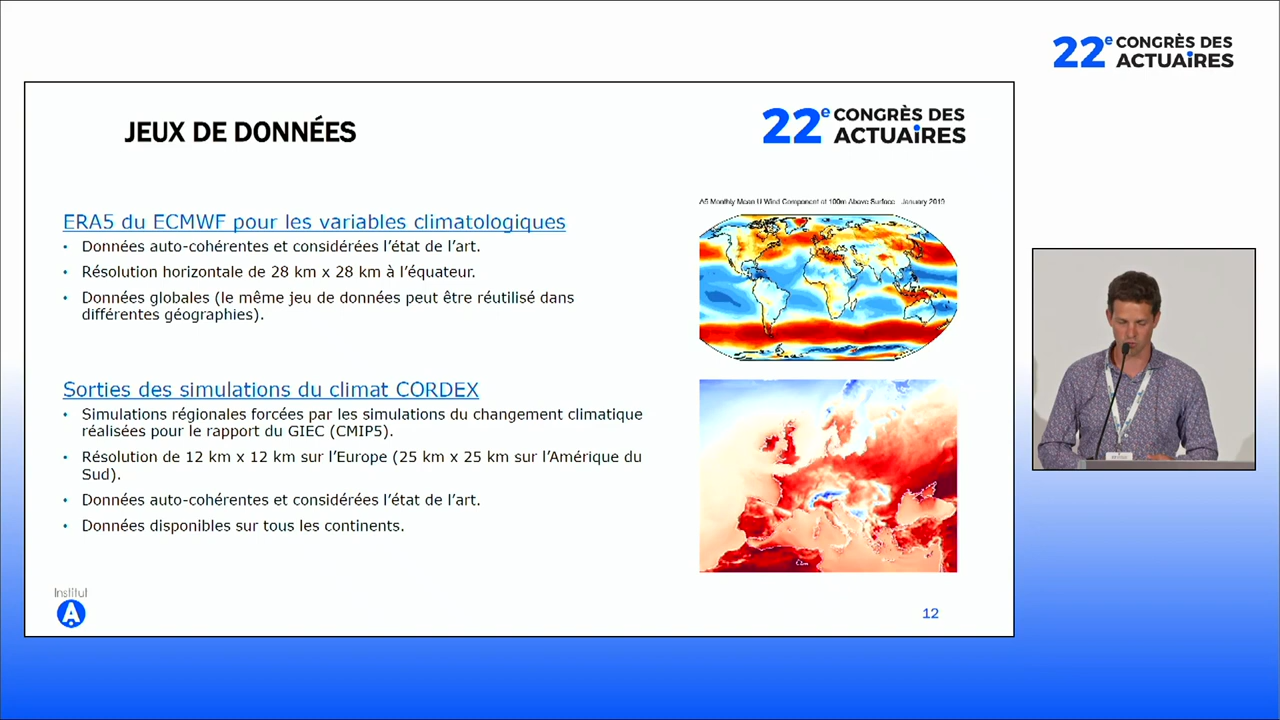 22e CONGRÈS DES
ACTUAiRES
JEUX DE DONNÉES
22e CONGRÈS DES
ACTUAiRES
ERA5 du ECMWF pour les variables climatologiques
• Données auto-cohérentes et considérées l’état de l’art.
• Résolution horizontale de 28 km x 28 km à l’équateur.
• Données globales (le même jeu de données peut être réutilisé dans
différentes géographies).
A5 Monthly Mean U Wind Component at 100m Above Surface January 2019
Sorties des simulations du climat CORDEX
• Simulations régionales forcées par les simulations du changement climatique
réalisées pour le rapport du GIEC (CMIP5).
• Résolution de 12 km x 12 km sur l’Europe (25 km x 25 km sur l’Amérique du
Sud).
• Données auto-cohérentes et considérées l’état de l’art.
• Données disponibles sur tous les continents.
Institut
A
12